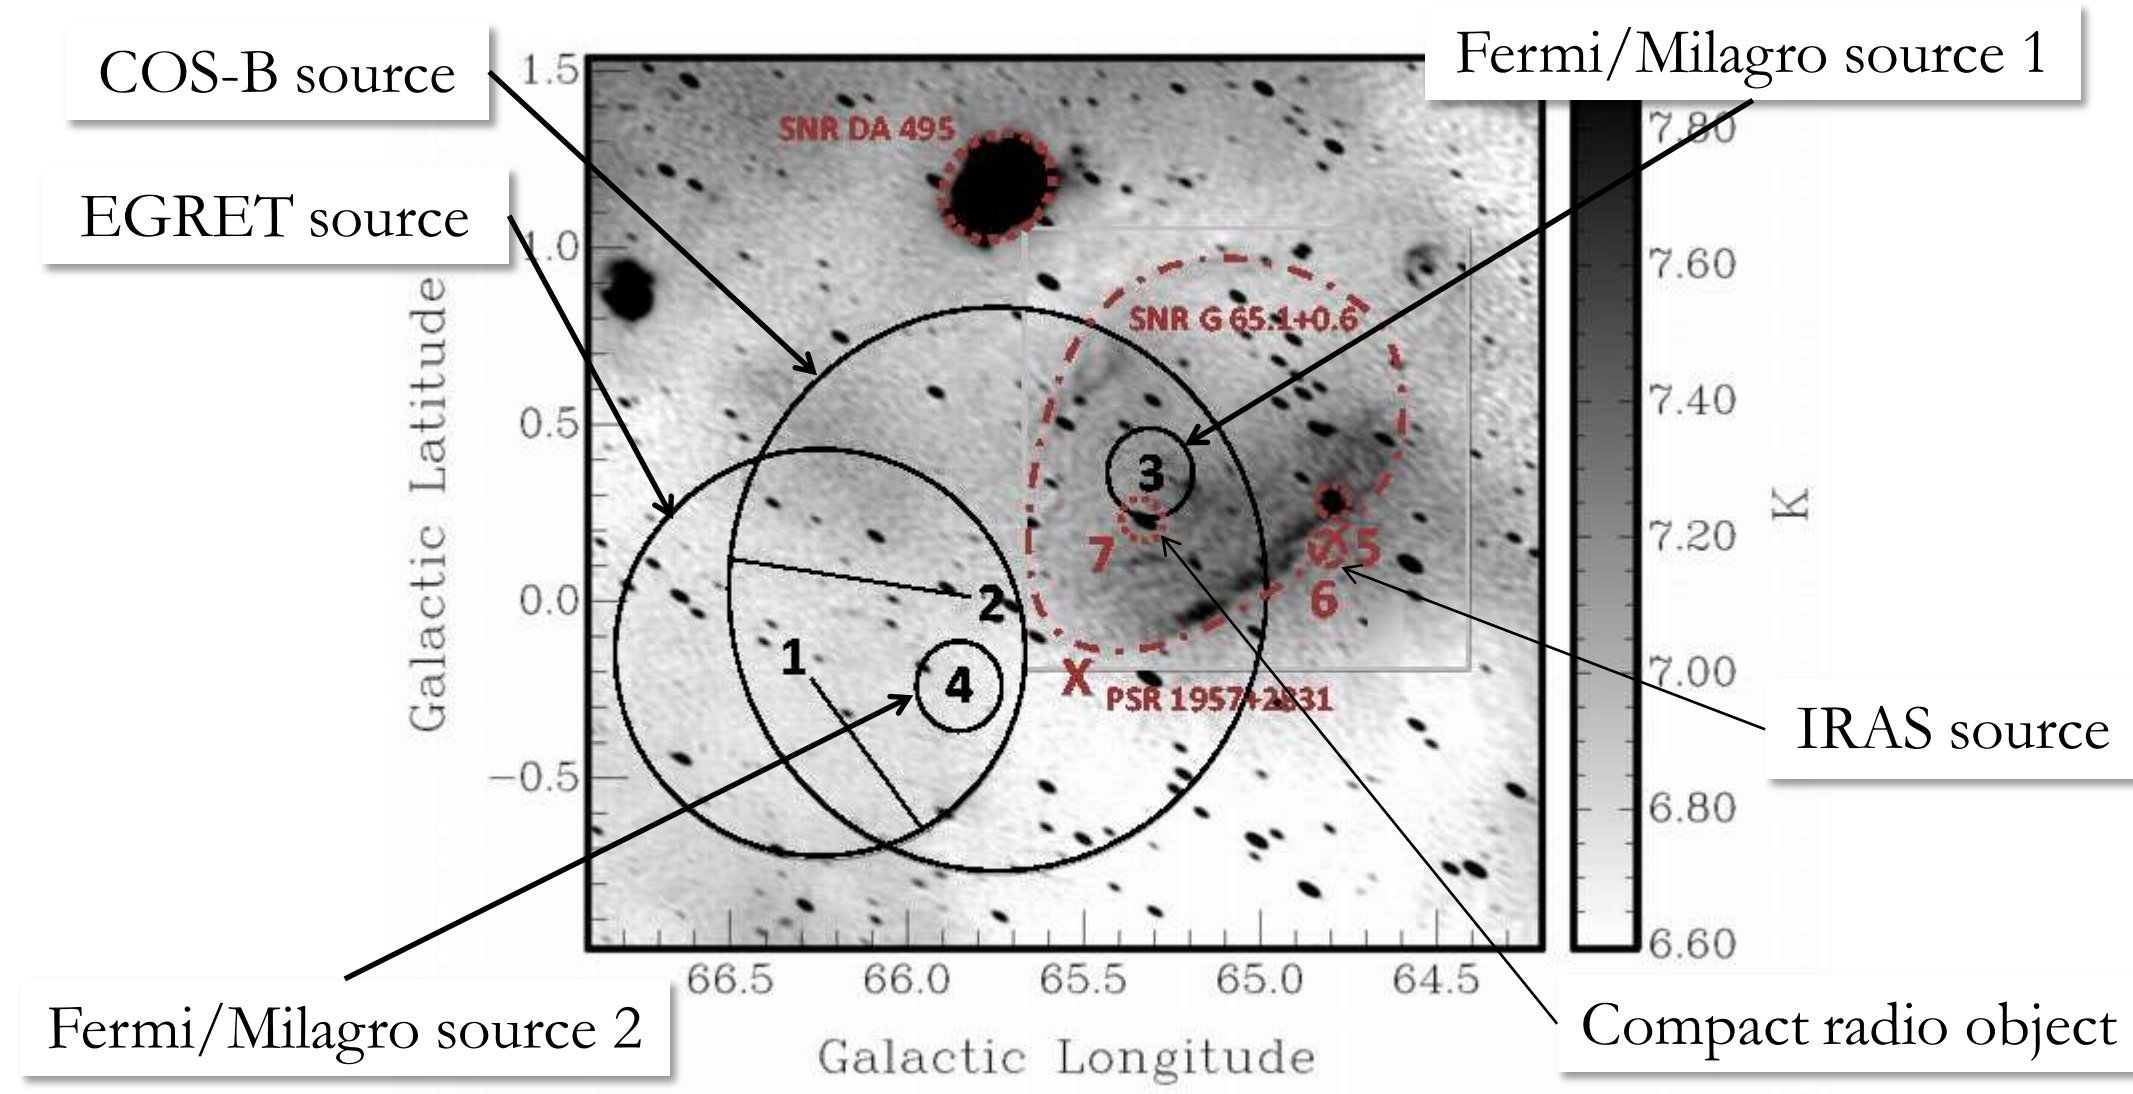 COS-B source
Fermi/Milagro source 1
EGRET source
SNR DA 495
SNR G 65.1+0.6
1.5
1.0
0.5
0.0
−0.5
Galactic Latitude
3
7
5
6
2
1
4
X PSR 1957+2831
7.80
7.60
7.40
7.20
7.00
6.80
6.60
K
IRAS source
66.5 66.0 65.5 65.0 64.5
Galactic Longitude
Fermi/Milagro source 2
Compact radio object